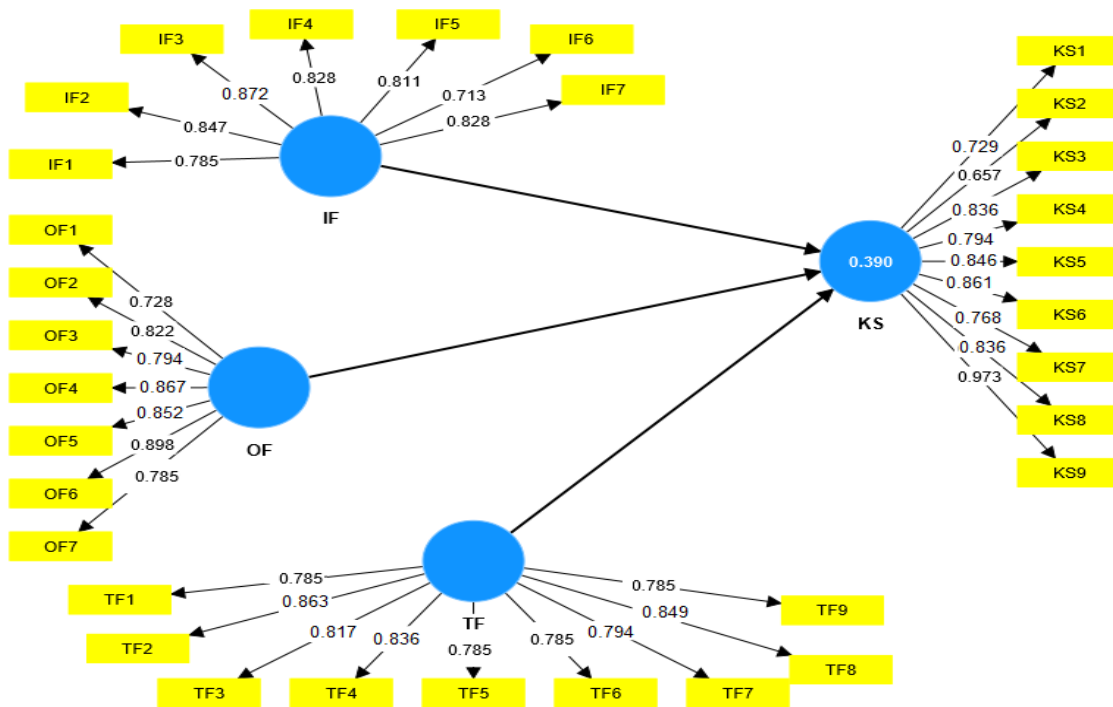 IF1
IF2
IF3
IF4
IF5
IF6
IF7
0.785
0.847
0.872
0.828
0.811
0.713
0.828
IF
OF1
OF2
OF3
OF4
OF5
OF6
OF7
0.728
0.822
0.794
0.867
0.852
0.898
0.785
OF
TF1
TF2
TF3
TF4
TF5
TF6
TF7
TF8
TF9
0.785
0.863
0.817
0.836
0.785
0.785
0.794
0.849
0.785
TF
0.390
KS
0.729
0.657
0.836
0.794
0.846
0.861
0.768
0.836
0.973
KS1
KS2
KS3
KS4
KS5
KS6
KS7
KS8
KS9